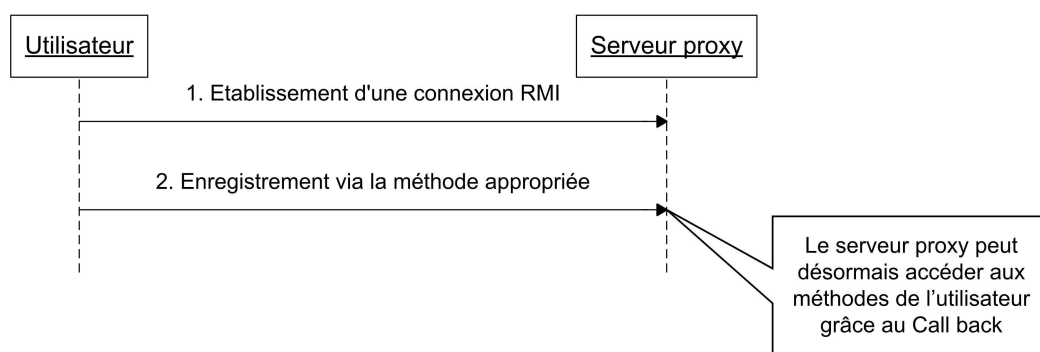 Utilisateur
Serveur proxy
1. Etablissement d'une connexion RMI
2. Enregistrement via la méthode appropriée
Le serveur proxy peut
désormais accéder aux
méthodes de l’utilisateur
grâce au Call back